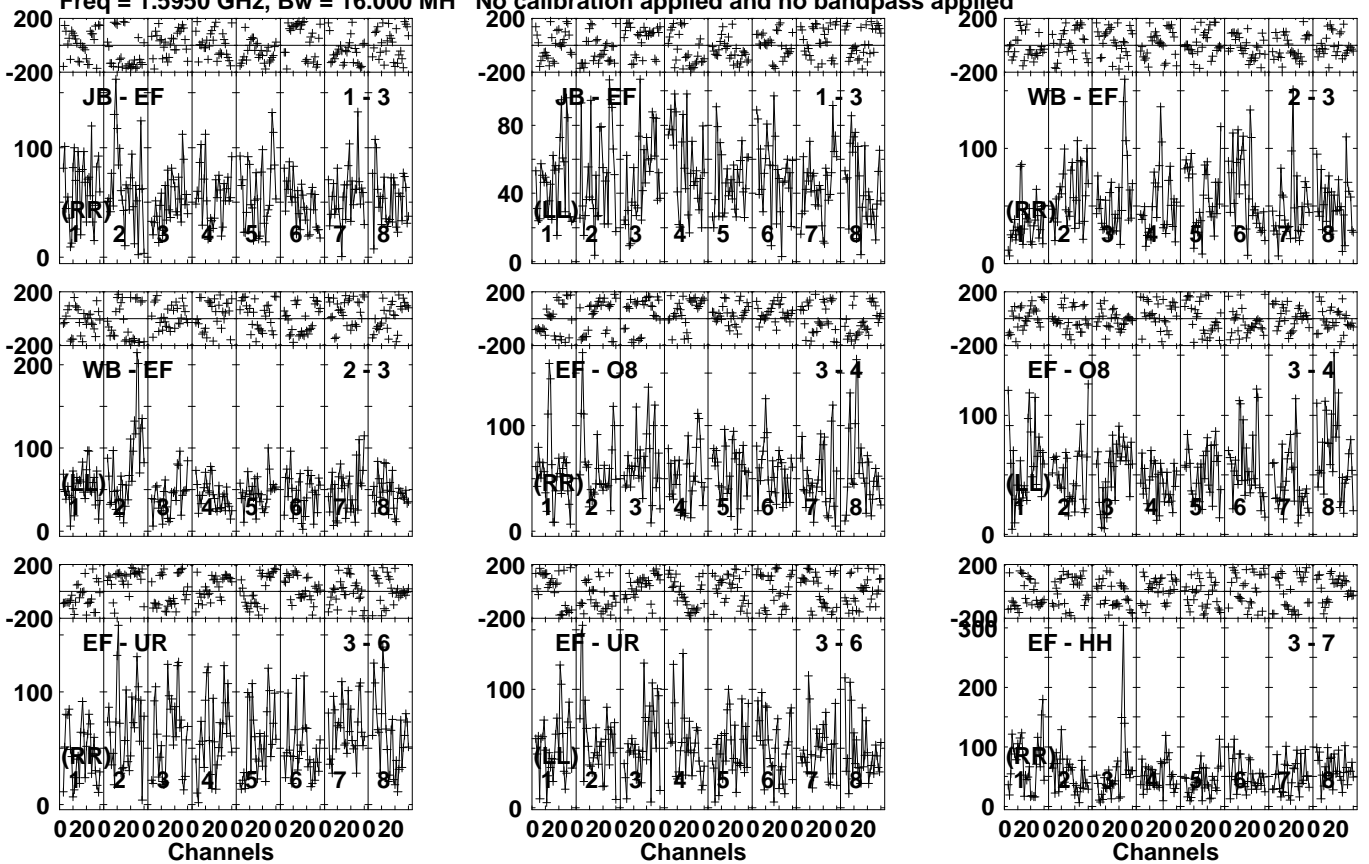 Freq = 1.5950 GHz, Bw = 16.000 MH No calibration applied and no bandpass applied
200
-200
JB - EF 1 - 3
100
(RR)
1 2 3 4 5 6 7 8
0
200
-200
JB - EF 1 - 3
80
40
(LL)
1 2 3 4 5 6 7 8
0
200
-200
WB - EF 2 - 3
100
(RR)
1 2 3 4 5 6 7 8
0
200
-200
200
WB - EF 2 - 3
100
(LL)
1 2 3 4 5 6 7 8
0
200
-200
EF - O8 3 - 4
100
(RR)
1 2 3 4 5 6 7 8
0
200
-200
EF - O8 3 - 4
100
(LL)
1 2 3 4 5 6 7 8
0
200
-200
EF - UR 3 - 6
100
(RR)
1 2 3 4 5 6 7 8
0
0 20 0 20 0 20 0 20 0 20 0 20 0 20 0 20
Channels
200
-200
EF - UR 3 - 6
100
(LL)
1 2 3 4 5 6 7 8
0
0 20 0 20 0 20 0 20 0 20 0 20 0 20 0 20
Channels
200
-200
300
EF - HH 3 - 7
200
100
(RR)
1 2 3 4 5 6 7 8
0
0 20 0 20 0 20 0 20 0 20 0 20 0 20 0 20
Channels